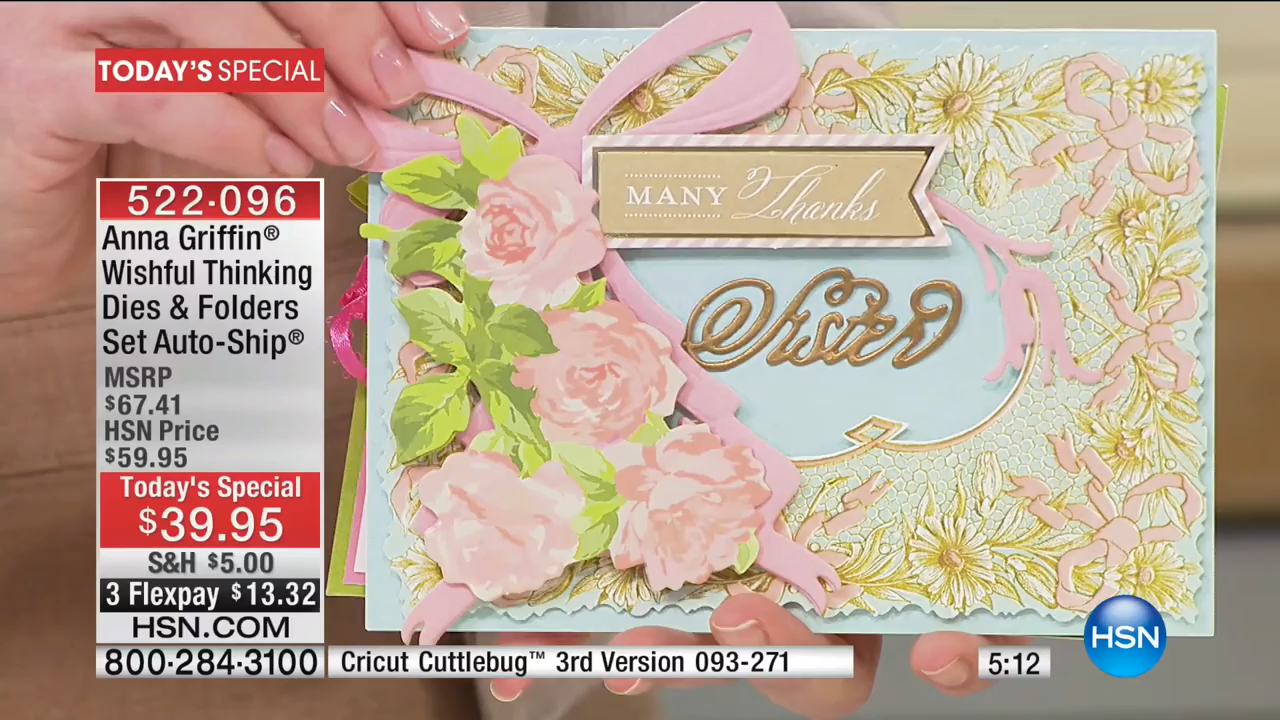 TODAY'S SPECIAL
522-096
Anna Griffin®
Wishful Thinking
Dies & Folders
Set Auto-Ship®
MSRP
$67.41
HSN Price
$59.95
Today's Special
$39.95
S&H $5.00
3 Flexpay $13.32
HSN.COM
800-284-3100
Cricut Cuttlebug™ 3rd Version 093-271
5:12
HSN
MANY Thanks
Sister